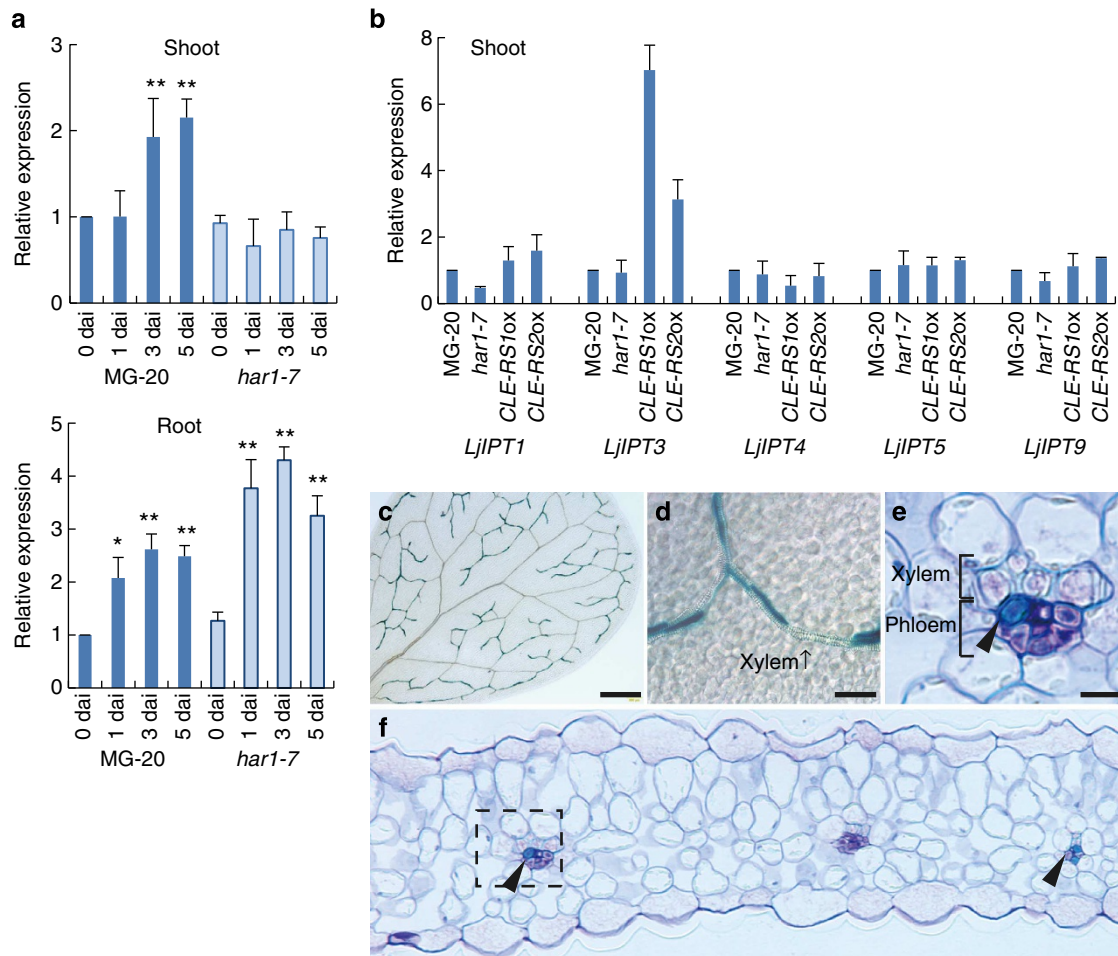 a
Shoot
Relative expression
3
2
1
0
**
**
0 dai
1 dai
3 dai
5 dai
0 dai
1 dai
3 dai
5 dai
MG-20
har1-7
Root
Relative expression
5
4
3
2
1
0
*
**
**
**
**
**
0 dai
1 dai
3 dai
5 dai
0 dai
1 dai
3 dai
5 dai
MG-20
har1-7
b
Shoot
Relative expression
8
6
4
2
0
MG-20
har1-7
CLE-RS1ox
CLE-RS2ox
MG-20
har1-7
CLE-RS1ox
CLE-RS2ox
MG-20
har1-7
CLE-RS1ox
CLE-RS2ox
MG-20
har1-7
CLE-RS1ox
CLE-RS2ox
MG-20
har1-7
CLE-RS1ox
CLE-RS2ox
LjIPT1
LjIPT3
LjIPT4
LjIPT5
LjIPT9
c
d
Xylem↑
e
Xylem
Phloem
f